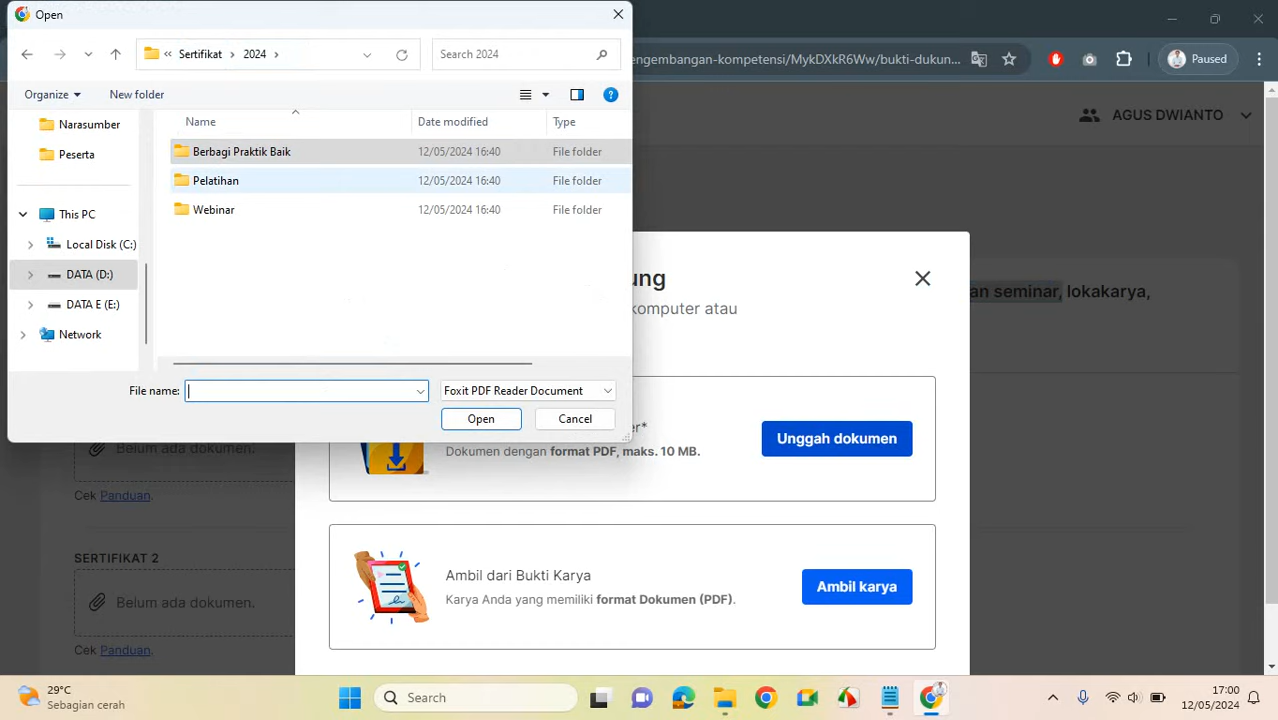 Open
Sertifikat
2024
Search 2024
engembangan-kompetensi/MykDXkR6Ww/bukti-dukun...
Paused
Organize
New folder
Narasumber
Peserta
This PC
Local Disk (C:)
DATA (D:)
DATA E (E:)
Network
Name
Date modified
Type
Berbagi Praktik Baik
12/05/2024 16:40
File folder
Pelatihan
12/05/2024 16:40
File folder
Webinar
12/05/2024 16:40
File folder
File name:
Foxit PDF Reader Document
Open
Cancel
AGUS DWIANTO
an seminar, lokakarya,
ung
komputer atau
er*
Dokumen dengan format PDF, maks. 10 MB.
Unggah dokumen
Ambil dari Bukti Karya
Karya Anda yang memiliki format Dokumen (PDF).
Ambil karya
Belum ada dokumen.
Cek Panduan.
SERTIFIKAT 2
Belum ada dokumen.
Cek Panduan.
29°C
Sebagian cerah
Search
17:00
12/05/2024